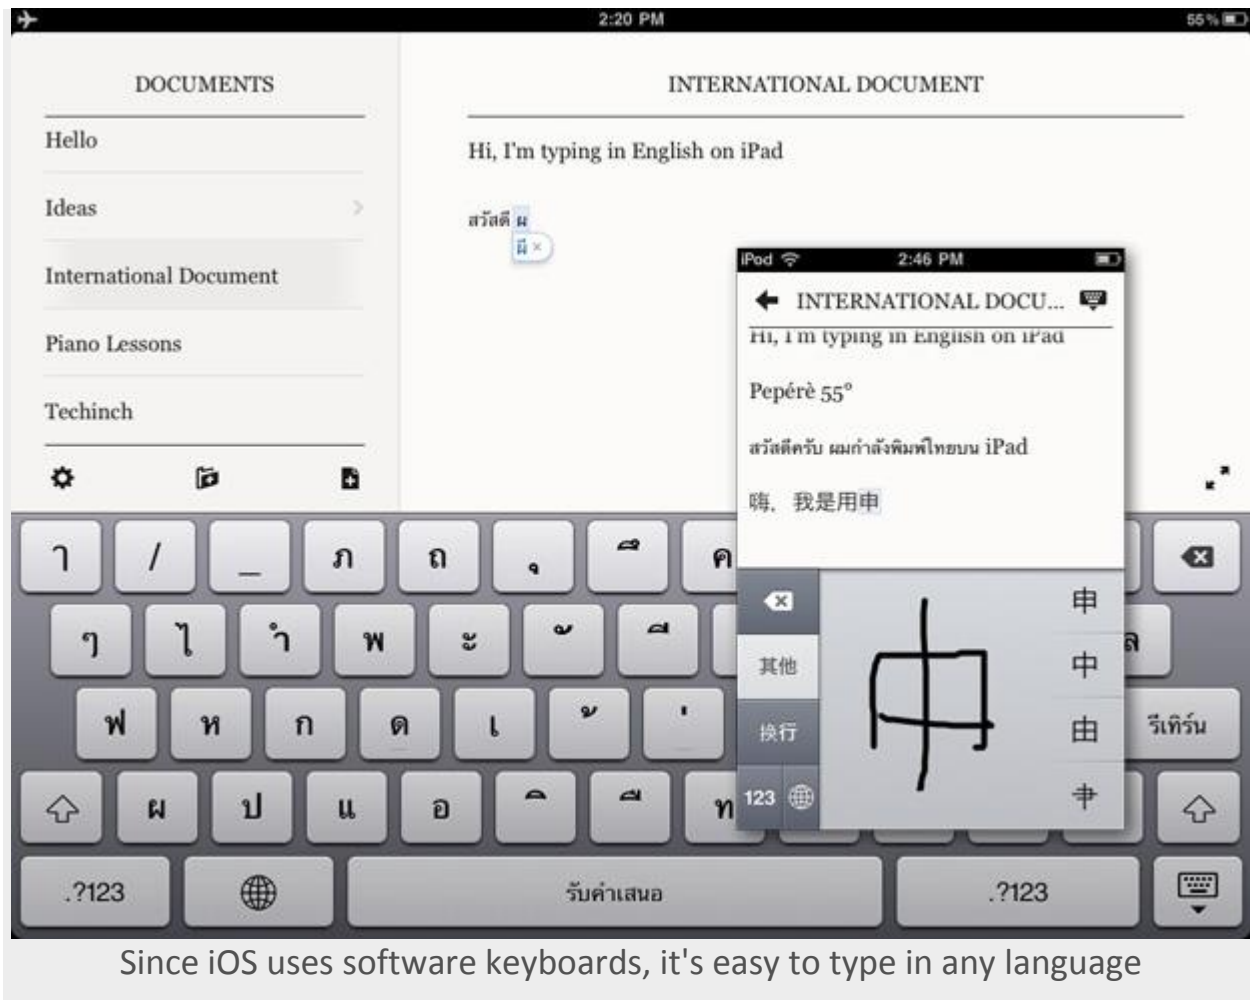 2:20 PM
55%
DOCUMENTS
Hello
Ideas
International Document
Piano Lessons
Techinch
INTERNATIONAL DOCUMENT
Hi, I'm typing in English on iPad
สวัสดี ผ
ผี ×
iPod 2:46 PM
INTERNATIONAL DOCU...
Hi, I'm typing in English on iPad
Pepérè 55°
สวัสดีครับ ผมกำลังพิมพ์ไทยบน iPad
嗨，我是用申
申
其他 中
换行 由
123
า / _ ภ ถ ุ ึ ค
ๆ ไ ำ พ ะ ั ี ล
ฟ ห ก ด เ ้ ่ รีเทิร์น
ผ ป แ อ ิ ื ท
.?123 รับคำเสนอ .?123
Since iOS uses software keyboards, it's easy to type in any language